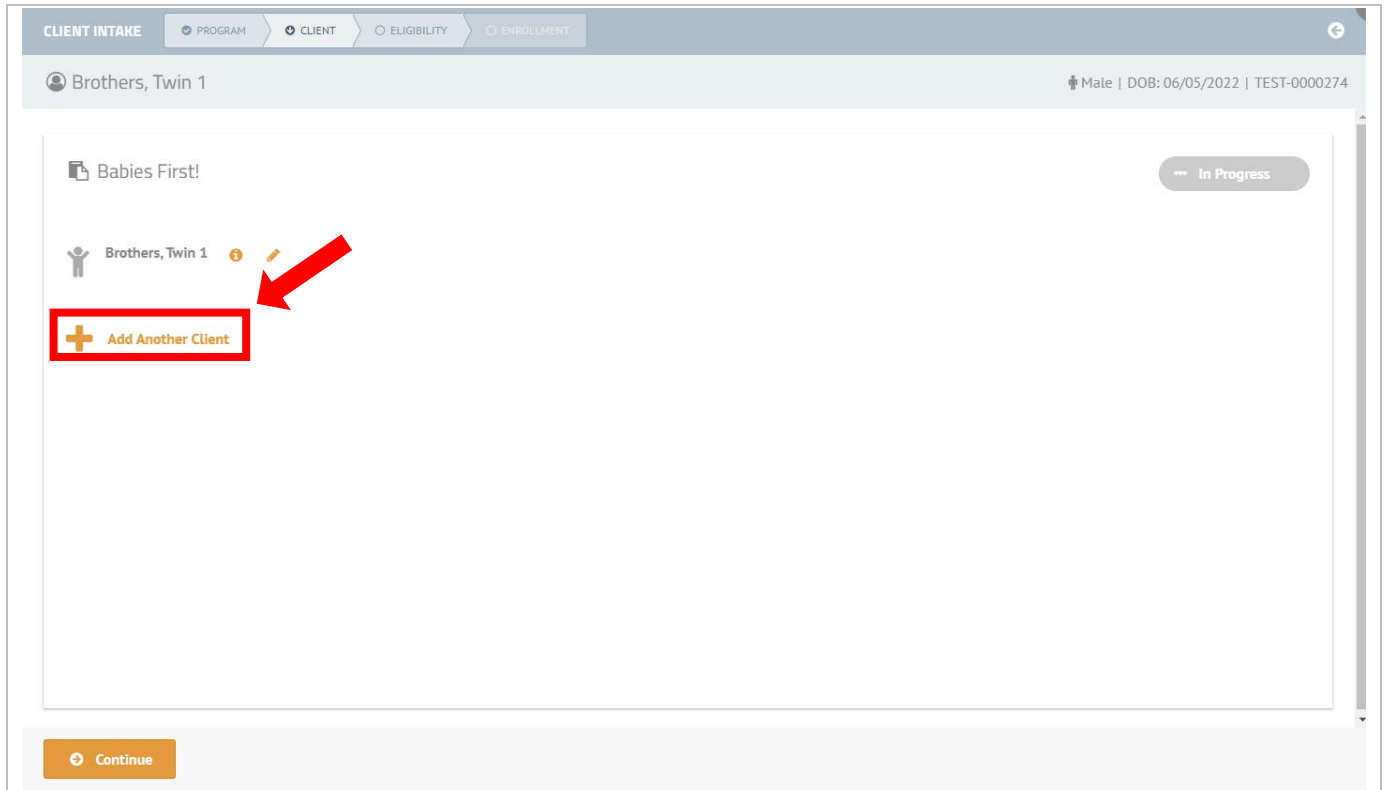 CLIENT INTAKE PROGRAM CLIENT ELIGIBILITY ENROLLMENT
Brothers, Twin 1 Male | DOB: 06/05/2022 | TEST-0000274
Babies First! In Progress
Brothers, Twin 1
Add Another Client
Continue